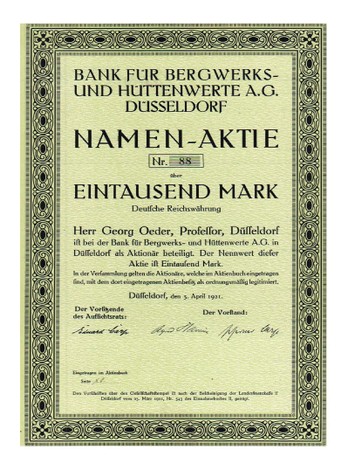 BANK FÜR BERGWERKS-
UND HÜTTENWERTE A.G.
DÜSSELDORF
NAMEN-AKTIE
Nr. 88
über
EINTAUSEND MARK
Deutsche Reichswährung
Herr Georg Oeder, Professor, Düsseldorf
ist bei der Bank für Bergwerks- und Hüttenwerte A.G. in
Düsseldorf als Aktionär beteiligt. Der Nennwert dieser
Aktie ist Eintausend Mark.
In der Versammlung gelten die Aktionäre, welche im Aktienbuch eingetragen
sind, mit dem dort eingetragenen Aktienbesitz als ordnungsmäßig legitimiert.
Düsseldorf, den 5. April 1921.
Der Vorsitzende
des Aufsichtsrats:
Der Vorstand:
Eingetragen im Aktienbuch
Seite